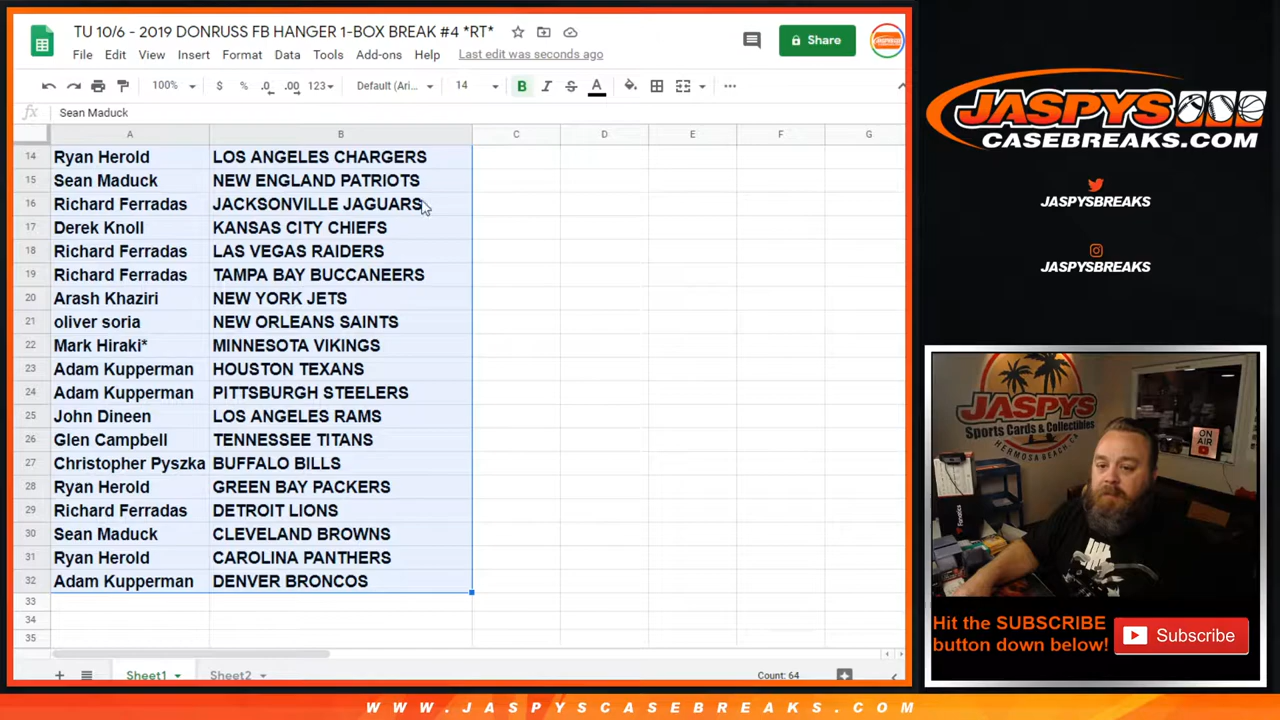 TU 10/6 - 2019 DONRUSS FB HANGER 1-BOX BREAK #4 *RT*
File Edit View Insert Format Data Tools Add-ons Help Last edit was seconds ago
Share
100% $ % .0 .00 123 Default (Ari... 14 B I S A
fx Sean Maduck
A B C D E F G
14 Ryan Herold LOS ANGELES CHARGERS
15 Sean Maduck NEW ENGLAND PATRIOTS
16 Richard Ferradas JACKSONVILLE JAGUARS
17 Derek Knoll KANSAS CITY CHIEFS
18 Richard Ferradas LAS VEGAS RAIDERS
19 Richard Ferradas TAMPA BAY BUCCANEERS
20 Arash Khaziri NEW YORK JETS
21 oliver soria NEW ORLEANS SAINTS
22 Mark Hiraki* MINNESOTA VIKINGS
23 Adam Kupperman HOUSTON TEXANS
24 Adam Kupperman PITTSBURGH STEELERS
25 John Dineen LOS ANGELES RAMS
26 Glen Campbell TENNESSEE TITANS
27 Christopher Pyszka BUFFALO BILLS
28 Ryan Herold GREEN BAY PACKERS
29 Richard Ferradas DETROIT LIONS
30 Sean Maduck CLEVELAND BROWNS
31 Ryan Herold CAROLINA PANTHERS
32 Adam Kupperman DENVER BRONCOS
33
34
35
Sheet1 Sheet2 Count: 64
JASPYS
CASEBREAKS.COM
JASPYSBREAKS
JASPYSBREAKS
JASPYS
Sports Cards & Collectibles
HERMOSA BEACH, CA
ON
AIR
Fanatics
Hit the SUBSCRIBE
button down below!
Subscribe
WWW.JASPYSCASEBREAKS.COM